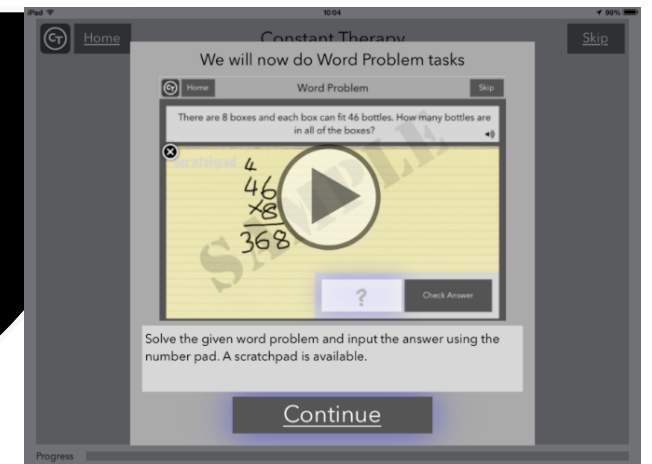 iPad 10:04 98%
CT Home Constant Therapy Skip
We will now do Word Problem tasks
CT Home Word Problem Skip
There are 8 boxes and each box can fit 46 bottles. How many bottles are
in all of the boxes?
Scratchpad
4
46
x8
368
SAMPLE
? Check Answer
Solve the given word problem and input the answer using the
number pad. A scratchpad is available.
Continue
Progress